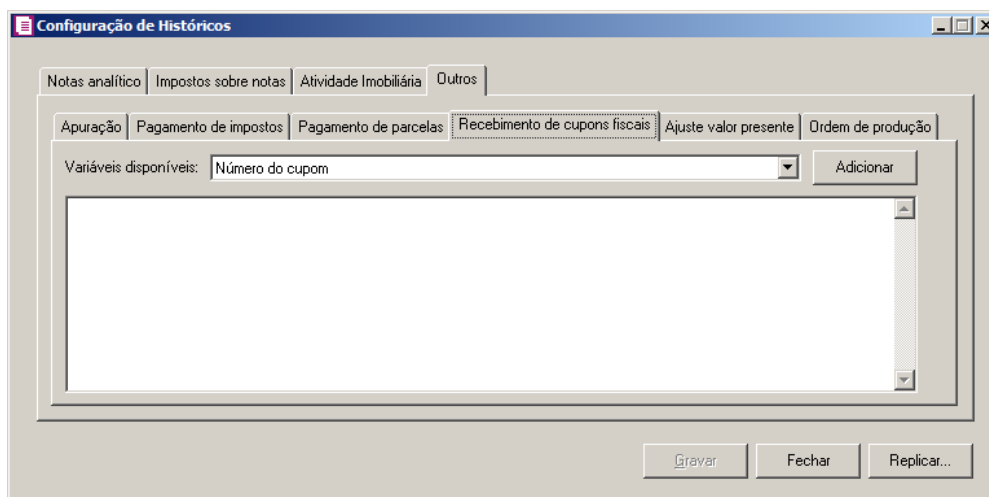 Configuração de Históricos
Notas analítico Impostos sobre notas Atividade Imobiliária Outros
Apuração Pagamento de impostos Pagamento de parcelas Recebimento de cupons fiscais Ajuste valor presente Ordem de produção
Variáveis disponíveis: Número do cupom Adicionar
Gravar Fechar Replicar...